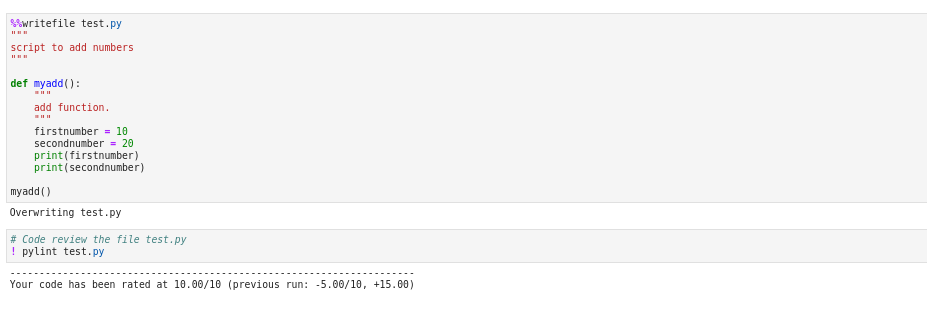 %%writefile test.py
"""
script to add numbers
"""
def myadd():
    """
    add function.
    """
    firstnumber = 10
    secondnumber = 20
    print(firstnumber)
    print(secondnumber)
myadd()
Overwriting test.py
# Code review the file test.py
! pylint test.py
--------------------------------------------------------------------
Your code has been rated at 10.00/10 (previous run: -5.00/10, +15.00)